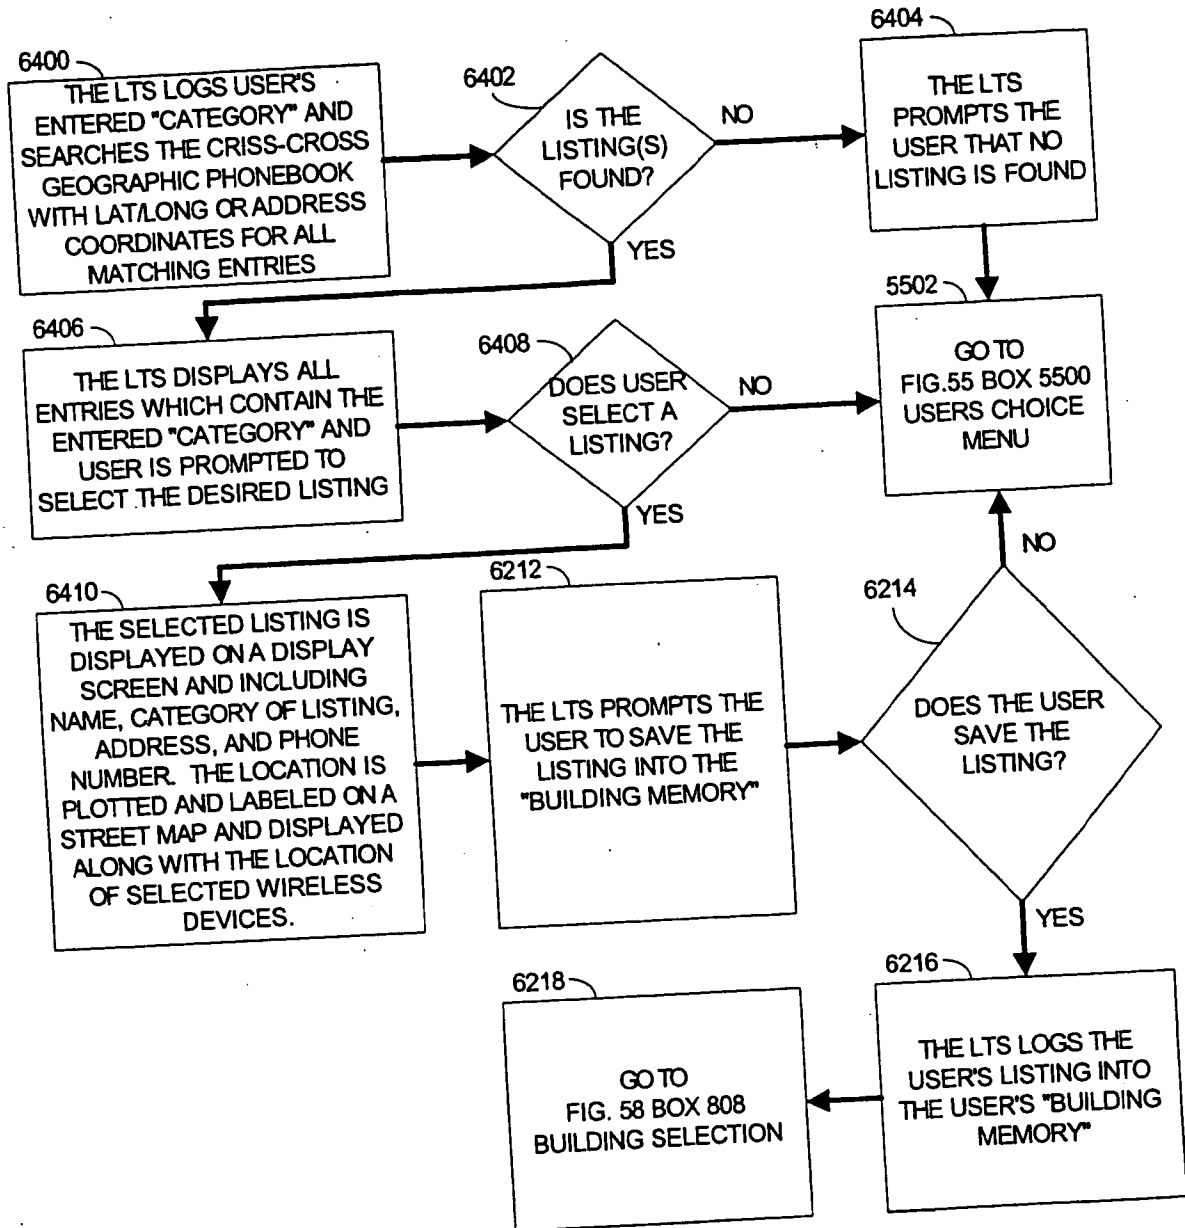 6400
THE LTS LOGS USER'S
ENTERED "CATEGORY" AND
SEARCHES THE CRISS-CROSS
GEOGRAPHIC PHONEBOOK
WITH LAT/LONG OR ADDRESS
COORDINATES FOR ALL
MATCHING ENTRIES
6402
IS THE
LISTING(S)
FOUND?
NO
YES
6404
THE LTS
PROMPTS THE
USER THAT NO
LISTING IS FOUND
6406
THE LTS DISPLAYS ALL
ENTRIES WHICH CONTAIN THE
ENTERED "CATEGORY" AND
USER IS PROMPTED TO
SELECT THE DESIRED LISTING
6408
DOES USER
SELECT A
LISTING?
NO
YES
5502
GO TO
FIG.55 BOX 5500
USERS CHOICE
MENU
6410
THE SELECTED LISTING IS
DISPLAYED ON A DISPLAY
SCREEN AND INCLUDING
NAME, CATEGORY OF LISTING,
ADDRESS, AND PHONE
NUMBER. THE LOCATION IS
PLOTTED AND LABELED ON A
STREET MAP AND DISPLAYED
ALONG WITH THE LOCATION
OF SELECTED WIRELESS
DEVICES.
6212
THE LTS PROMPTS THE
USER TO SAVE THE
LISTING INTO THE
"BUILDING MEMORY"
6214
DOES THE USER
SAVE THE
LISTING?
NO
YES
6216
THE LTS LOGS THE
USER'S LISTING INTO
THE USER'S "BUILDING
MEMORY"
6218
GO TO
FIG. 58 BOX 808
BUILDING SELECTION